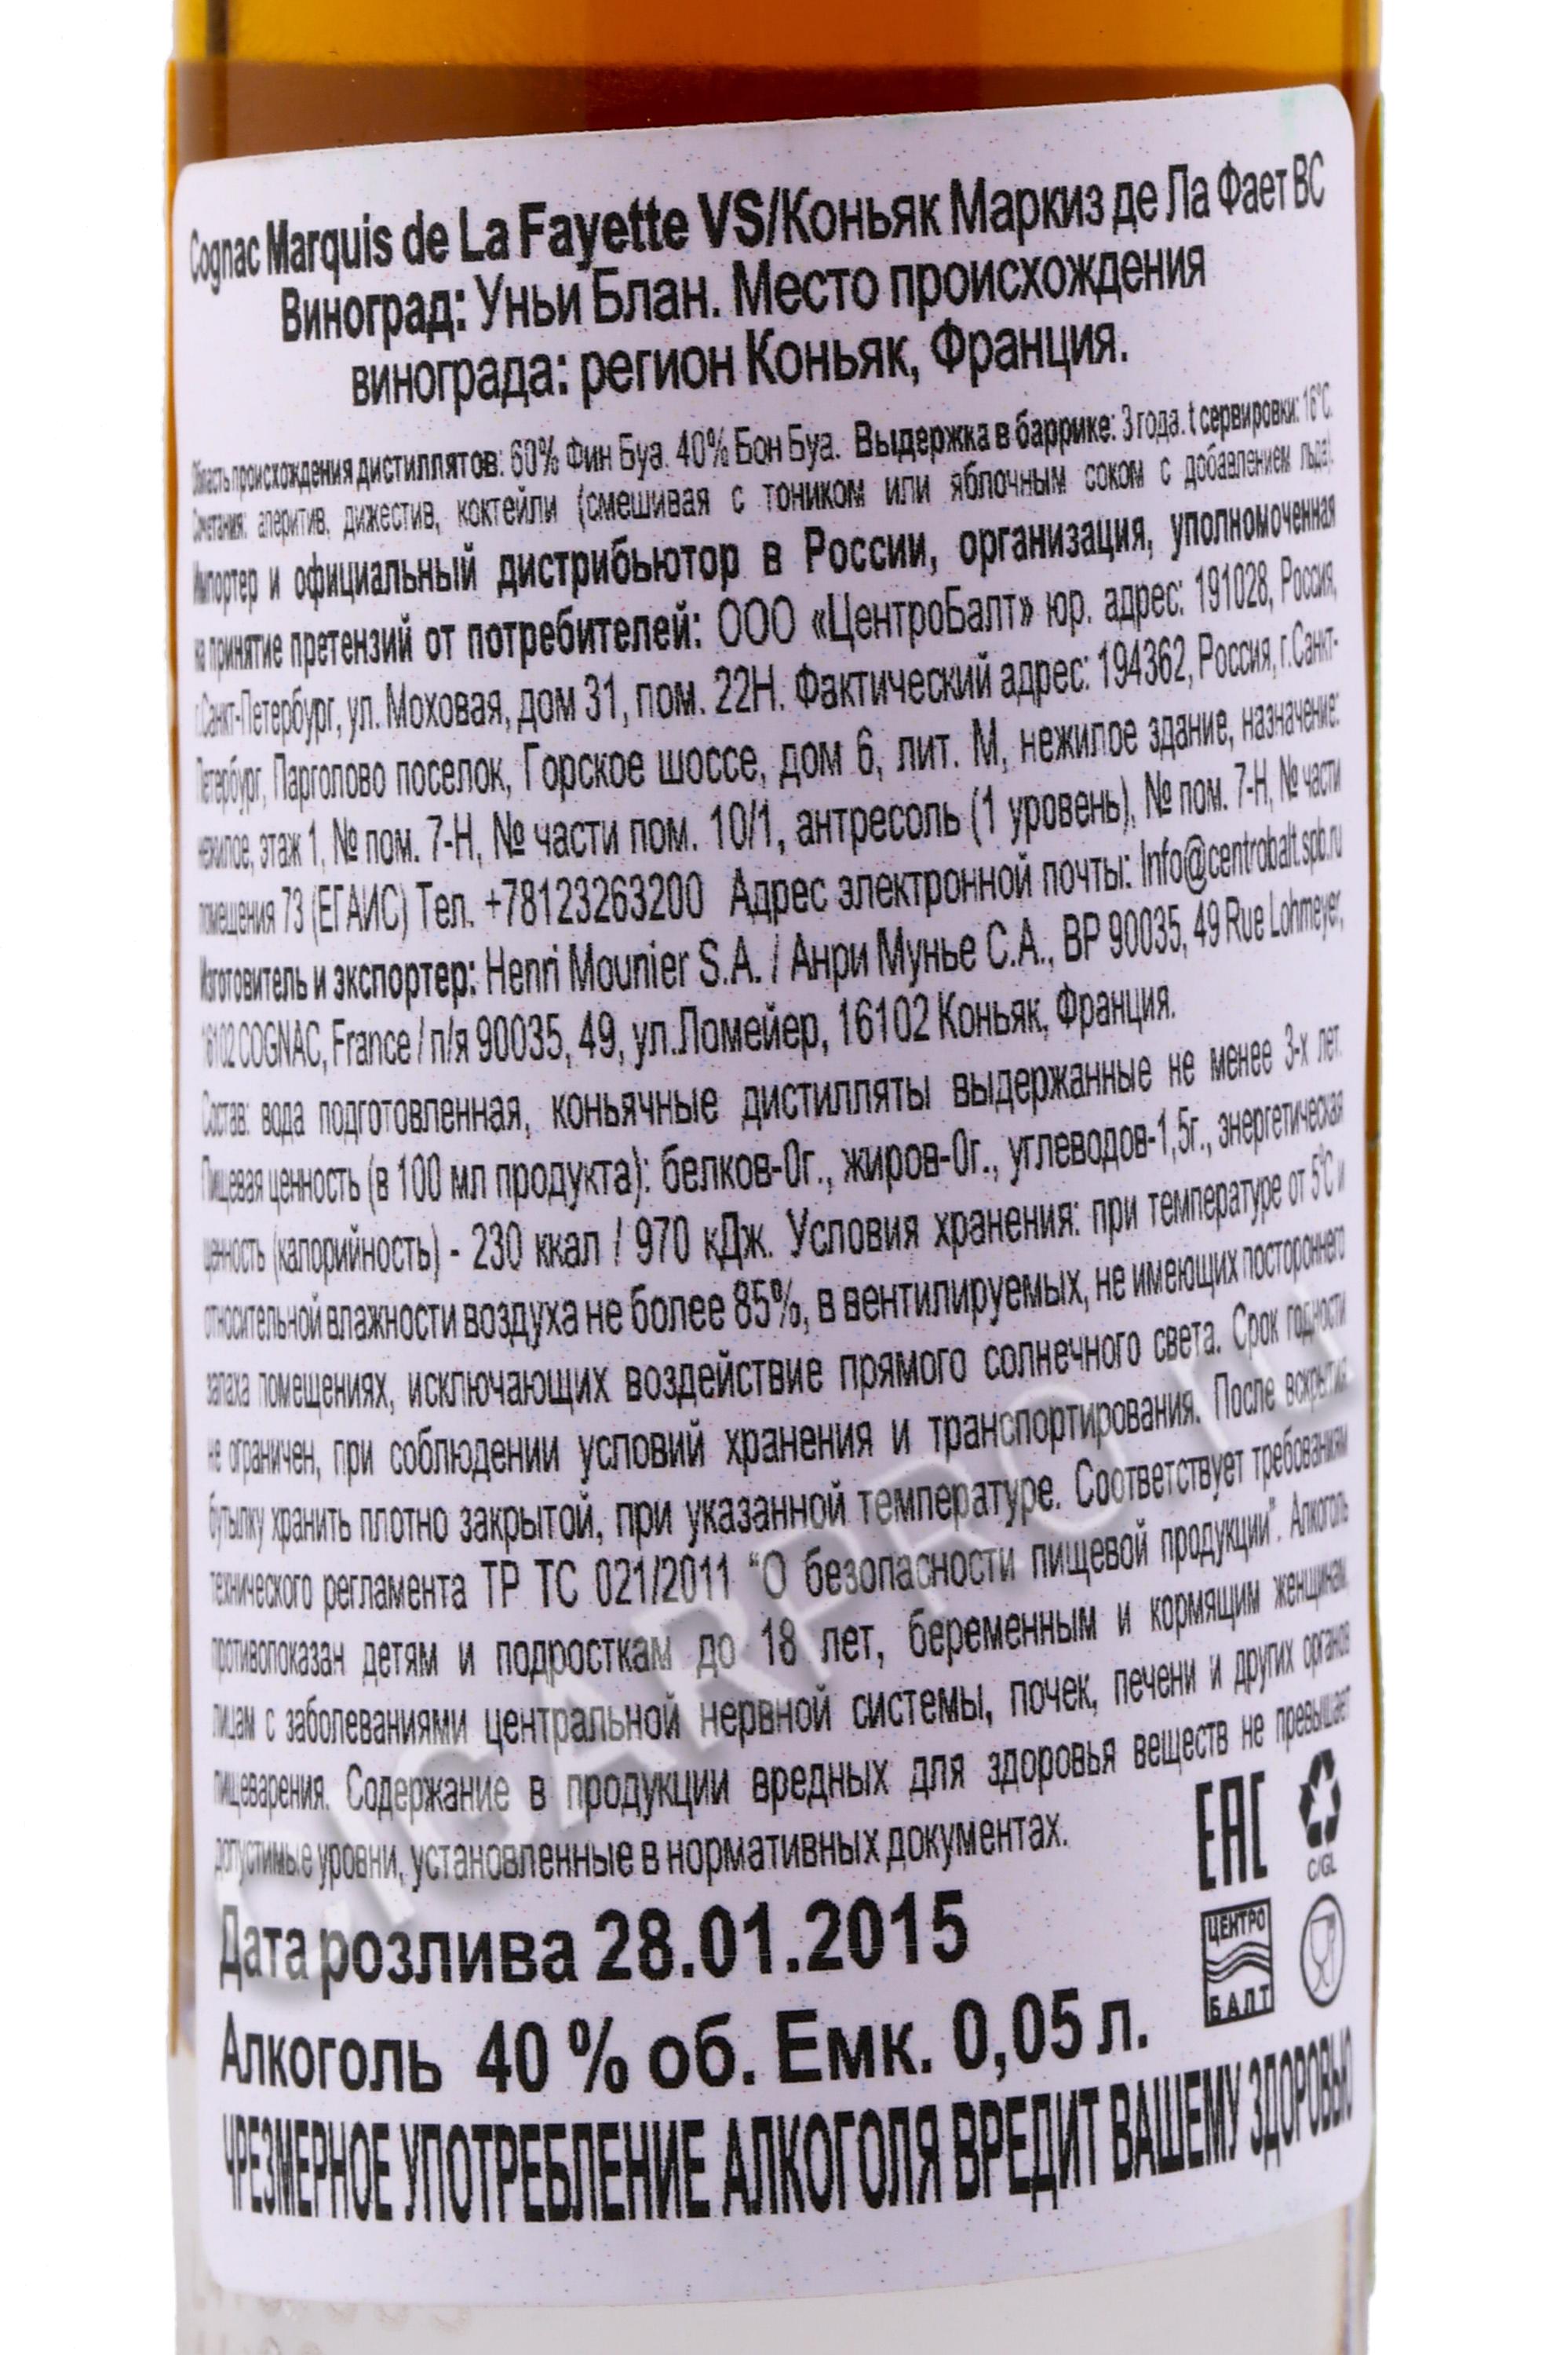 Cognac Marquis de La Fayette VS/Коньяк Маркиз де Ла Фает ВС
Виноград: Уньи Блан. Место происхождения
винограда: регион Коньяк, Франция.
Область происхождения дистиллятов: 60% Фин Буа. 40% Бон Буа. Выдержка в баррике: 3 года. t сервировки: 16°С.
Сочетания: аперитив, дижестив, коктейли (смешивая с тоником или яблочным соком с добавлением льда).
Импортер и официальный дистрибьютор в России, организация, уполномоченная
на принятие претензий от потребителей: ООО «ЦентроБалт» юр. адрес: 191028, Россия,
г.Санкт-Петербург, ул. Моховая, дом 31, пом. 22Н. Фактический адрес: 194362, Россия, г.Санкт-
Петербург, Парголово поселок, Горское шоссе, дом 6, лит. М, нежилое здание, назначение:
нежилое, этаж 1, № пом. 7-Н, № части пом. 10/1, антресоль (1 уровень), № пом. 7-Н, № части
помещения 73 (ЕГАИС) Тел. +78123263200 Адрес электронной почты: Info@centrobalt.spb.ru
Изготовитель и экспортер: Henri Mounier S.A. / Анри Мунье С.А., BP 90035, 49 Rue Lohmeyer,
16102 COGNAC, France / п/я 90035, 49, ул.Ломейер, 16102 Коньяк, Франция.
Состав: вода подготовленная, коньячные дистилляты выдержанные не менее 3-х лет.
Пищевая ценность (в 100 мл продукта): белков-0г., жиров-0г., углеводов-1,5г., энергетическая
ценность (калорийность) - 230 ккал / 970 кДж. Условия хранения: при температуре от 5°С и
относительной влажности воздуха не более 85%, в вентилируемых, не имеющих постороннего
запаха помещениях, исключающих воздействие прямого солнечного света. Срок годности
не ограничен, при соблюдении условий хранения и транспортирования. После вскрытия
бутылку хранить плотно закрытой, при указанной температуре. Соответствует требованиям
технического регламента ТР ТС 021/2011 “О безопасности пищевой продукции”. Алкоголь
противопоказан детям и подросткам до 18 лет, беременным и кормящим женщинам,
лицам с заболеваниями центральной нервной системы, почек, печени и других органов
пищеварения. Содержание в продукции вредных для здоровья веществ не превышает
допустимые уровни, установленные в нормативных документах.
ЕАС
C/GL
Дата розлива 28.01.2015
ЦЕНТРО
БАЛТ
Алкоголь 40 % об. Емк. 0,05 л.
ЧРЕЗМЕРНОЕ УПОТРЕБЛЕНИЕ АЛКОГОЛЯ ВРЕДИТ ВАШЕМУ ЗДОРОВЬЮ
CIGARPRO.ru